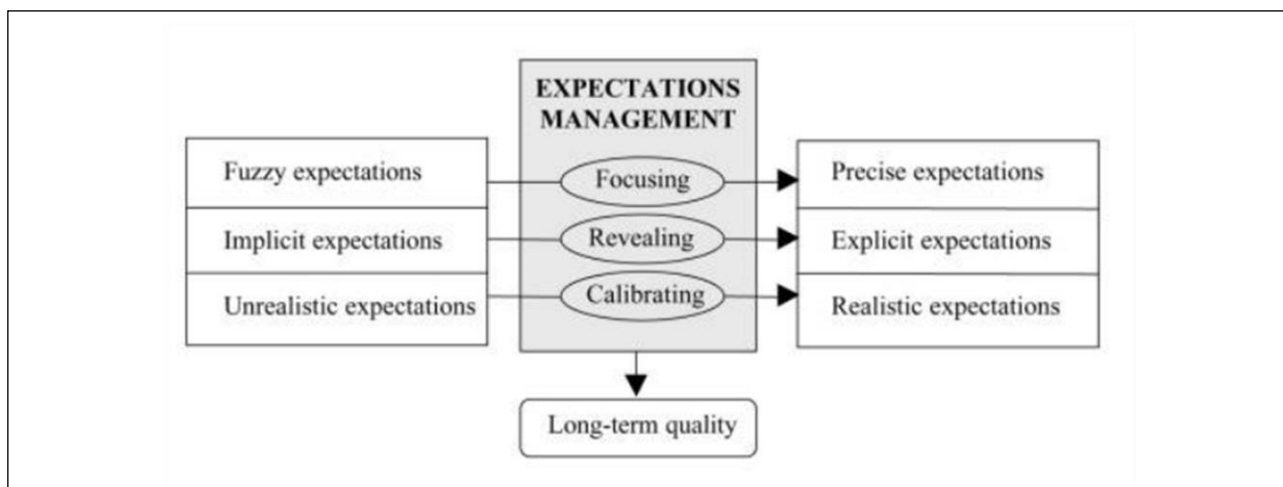 EXPECTATIONS
MANAGEMENT
Fuzzy expectations
Focusing
Precise expectations
Implicit expectations
Revealing
Explicit expectations
Unrealistic expectations
Calibrating
Realistic expectations
Long-term quality